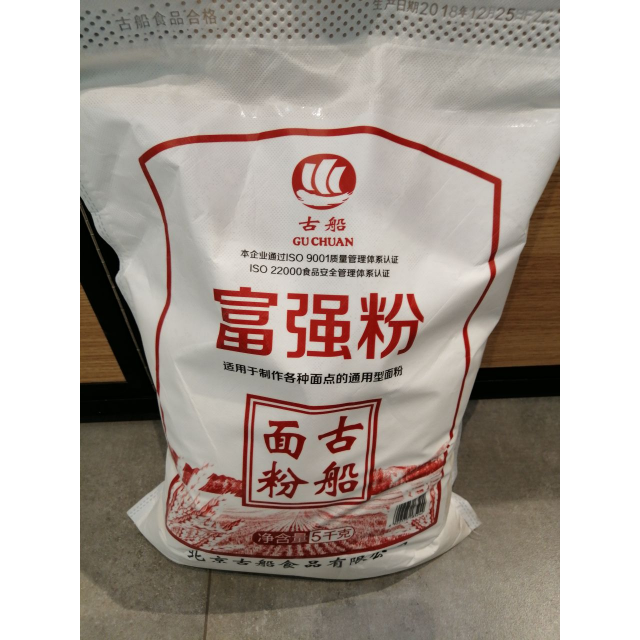 古船食品合格
生产日期2018年12月25
古船
GU CHUAN
本企业通过ISO 9001质量管理体系认证
ISO 22000食品安全管理体系认证
富强粉
适用于制作各种面点的通用型面粉
古船
面粉
净含量 5千克
北京古船食品有限公